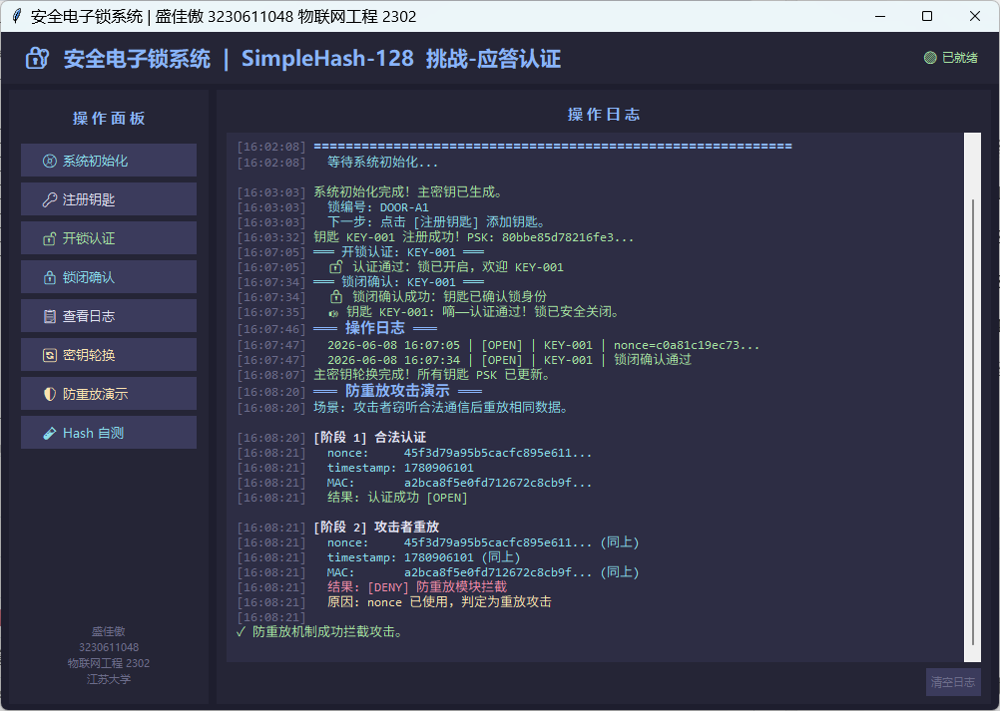 安全电子锁系统 | 盛佳傲 3230611048 物联网工程 2302
安全电子锁系统 | SimpleHash-128 挑战-应答认证
已就绪
操作面板
系统初始化
注册钥匙
开锁认证
锁闭确认
查看日志
密钥轮换
防重放演示
Hash 自测
盛佳傲
3230611048
物联网工程 2302
江苏大学
操作日志
[16:02:08] ============================================================
[16:02:08] 等待系统初始化...
[16:03:03] 系统初始化完成！主密钥已生成。
[16:03:03] 锁编号: DOOR-A1
[16:03:03] 下一步: 点击 [注册钥匙] 添加钥匙。
[16:03:32] 钥匙 KEY-001 注册成功！PSK: 80bbe85d78216fe3...
[16:07:05] ═══ 开锁认证: KEY-001 ═══
[16:07:05] 🔓 认证通过：锁已开启，欢迎 KEY-001
[16:07:34] ═══ 锁闭确认: KEY-001 ═══
[16:07:34] 🔒 锁闭确认成功：钥匙已确认锁身份
[16:07:35] 🔊 钥匙 KEY-001: 嘀——认证通过！锁已安全关闭。
[16:07:46] ═══ 操作日志 ═══
[16:07:47] 2026-06-08 16:07:05 | [OPEN] | KEY-001 | nonce=c0a81c19ec73...
[16:07:47] 2026-06-08 16:07:34 | [OPEN] | KEY-001 | 锁闭确认通过
[16:08:07] 主密钥轮换完成！所有钥匙 PSK 已更新。
[16:08:20] ═══ 防重放攻击演示 ═══
[16:08:20] 场景: 攻击者窃听合法通信后重放相同数据。
[16:08:20] [阶段 1] 合法认证
[16:08:21] nonce: 45f3d79a95b5cacfc895e611...
[16:08:21] timestamp: 1780906101
[16:08:21] MAC: a2bca8f5e0fd712672c8cb9f...
[16:08:21] 结果: 认证成功 [OPEN]
[16:08:21] [阶段 2] 攻击者重放
[16:08:21] nonce: 45f3d79a95b5cacfc895e611... (同上)
[16:08:21] timestamp: 1780906101 (同上)
[16:08:21] MAC: a2bca8f5e0fd712672c8cb9f... (同上)
[16:08:21] 结果: [DENY] 防重放模块拦截
[16:08:21] 原因: nonce 已使用，判定为重放攻击
[16:08:21]
✓ 防重放机制成功拦截攻击。
清空日志